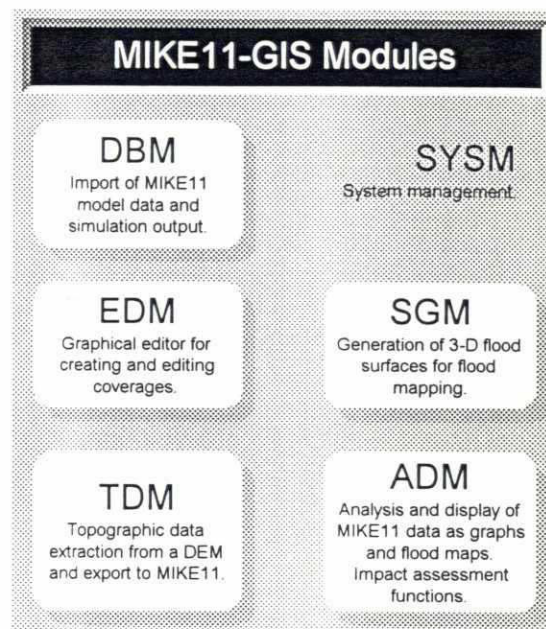 MIKE11-GIS Modules
DBM
Import of MIKE11
model data and
simulation output.
SYSM
System management.
EDM
Graphical editor for
creating and editing
coverages.
SGM
Generation of 3-D flood
surfaces for flood
mapping.
TDM
Topographic data
extraction from a DEM
and export to MIKE11.
ADM
Analysis and display of
MIKE11 data as graphs
and flood maps.
Impact assessment
functions.